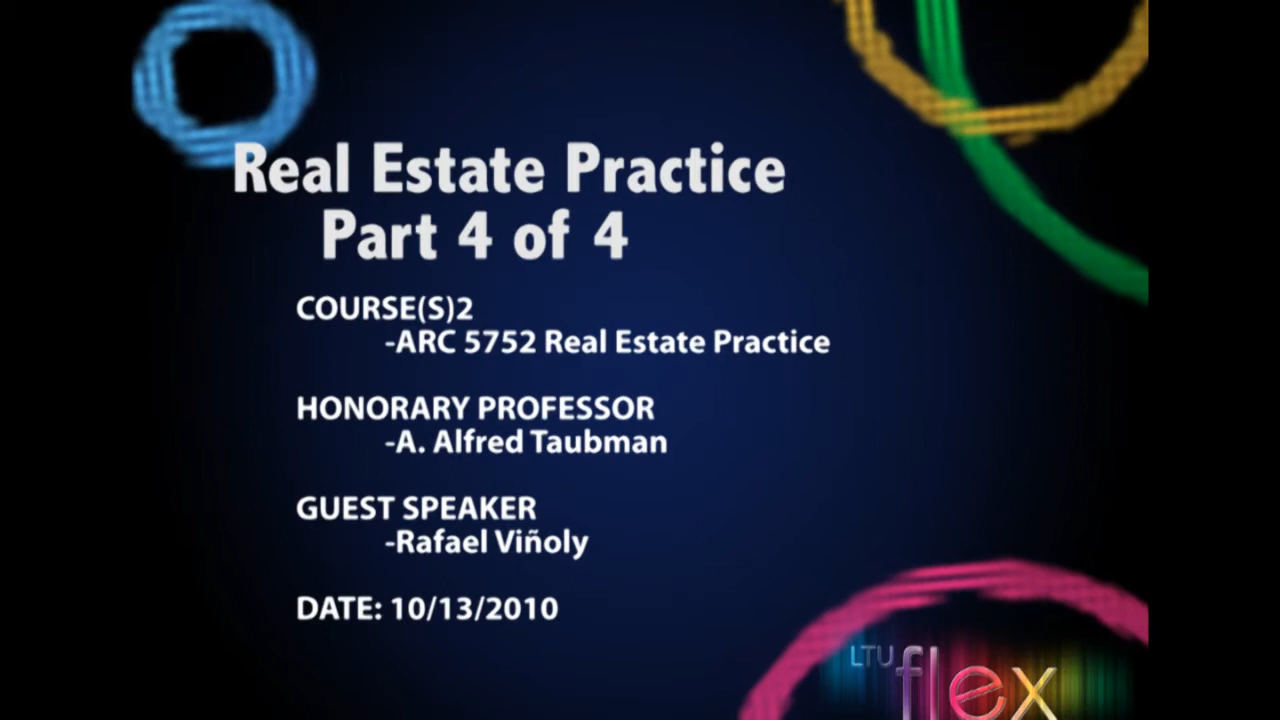 Real Estate Practice
Part 4 of 4
COURSE(S)2
-ARC 5752 Real Estate Practice
HONORARY PROFESSOR
-A. Alfred Taubman
GUEST SPEAKER
-Rafael Viñoly
DATE: 10/13/2010
LTU flex